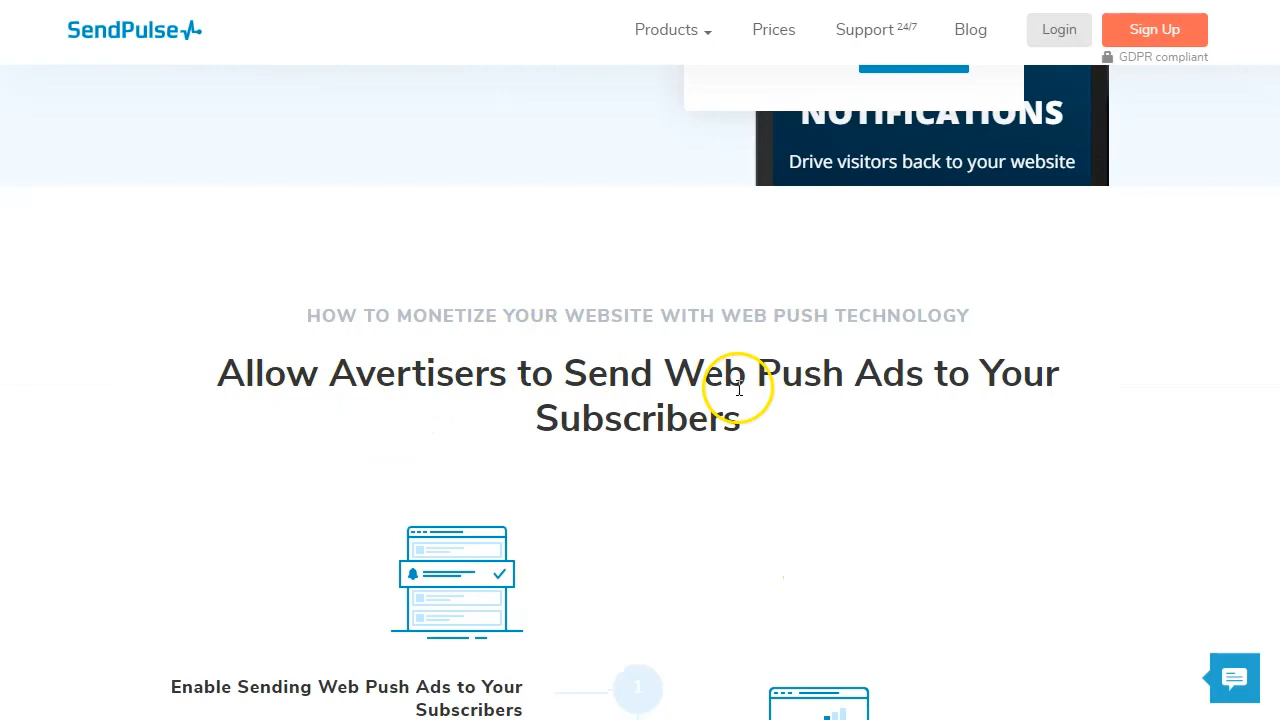 SendPulse
Products
Prices
Support 24/7
Blog
Login
Sign Up
GDPR compliant
NOTIFICATIONS
Drive visitors back to your website
HOW TO MONETIZE YOUR WEBSITE WITH WEB PUSH TECHNOLOGY
Allow Avertisers to Send Web Push Ads to Your
Subscribers
Enable Sending Web Push Ads to Your
Subscribers
1